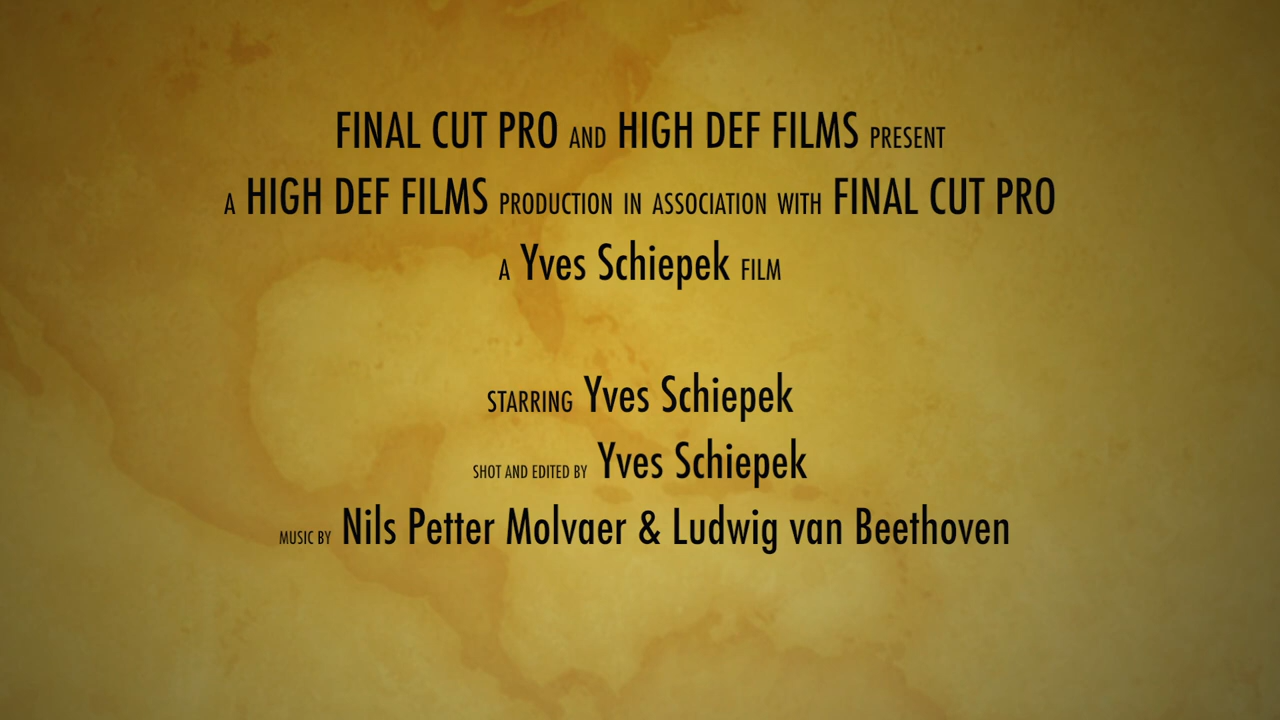 FINAL CUT PRO AND HIGH DEF FILMS PRESENT
A HIGH DEF FILMS PRODUCTION IN ASSOCIATION WITH FINAL CUT PRO
A Yves Schiepek FILM
STARRING Yves Schiepek
SHOT AND EDITED BY Yves Schiepek
MUSIC BY Nils Petter Molvaer & Ludwig van Beethoven